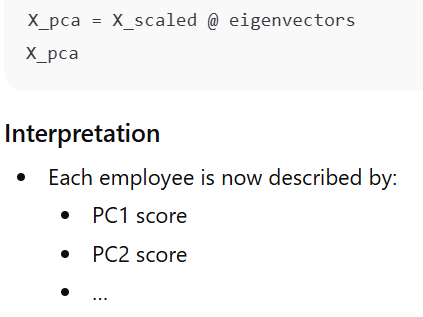 X_pca = X_scaled @ eigenvectors
X_pca
Interpretation
• Each employee is now described by:
• PC1 score
• PC2 score
• ...